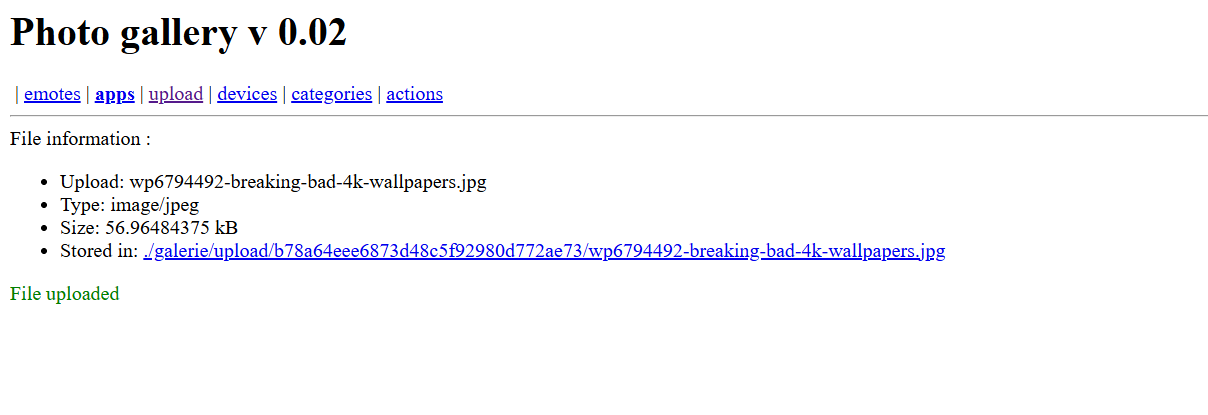 Photo gallery v 0.02
| emotes | apps | upload | devices | categories | actions
File information :
Upload: wp6794492-breaking-bad-4k-wallpapers.jpg
Type: image/jpeg
Size: 56.96484375 kB
Stored in: ./galerie/upload/b78a64eee6873d48c5f92980d772ae73/wp6794492-breaking-bad-4k-wallpapers.jpg
File uploaded